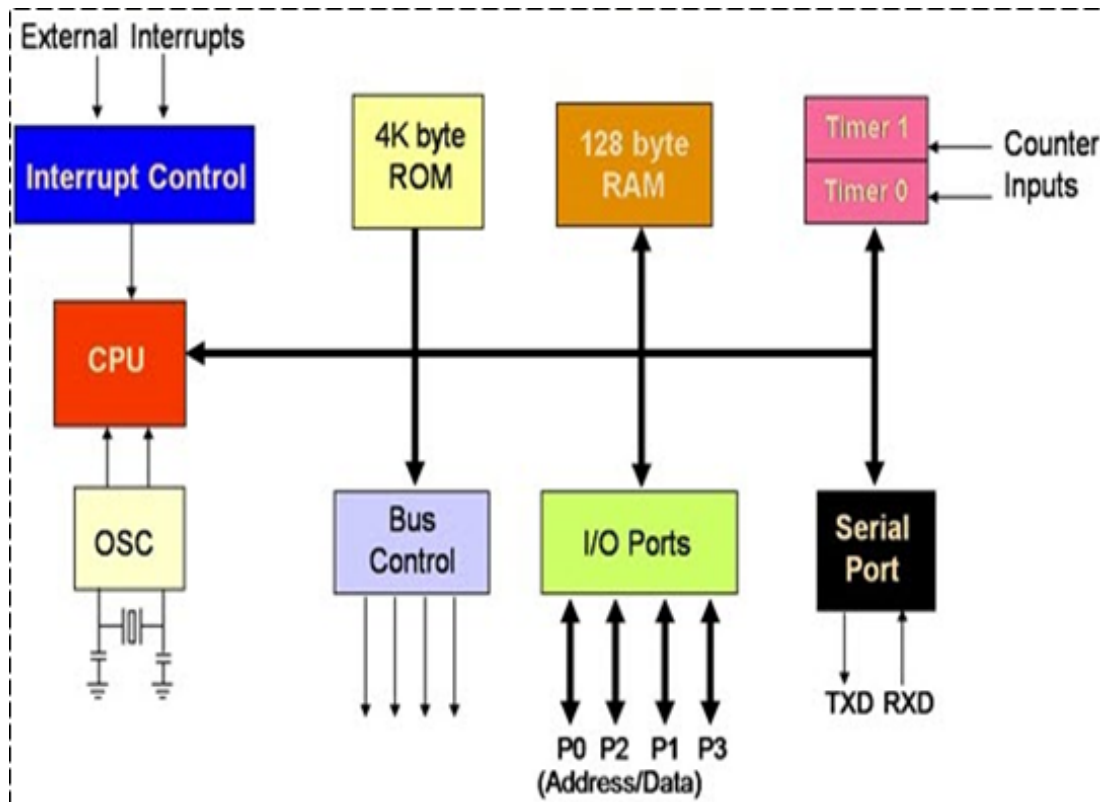 External Interrupts
Interrupt Control
4K byte
ROM
128 byte
RAM
Timer 1
Timer 0
Counter
Inputs
CPU
OSC
Bus
Control
I/O Ports
Serial
Port
P0 P2 P1 P3
(Address/Data)
TXD RXD